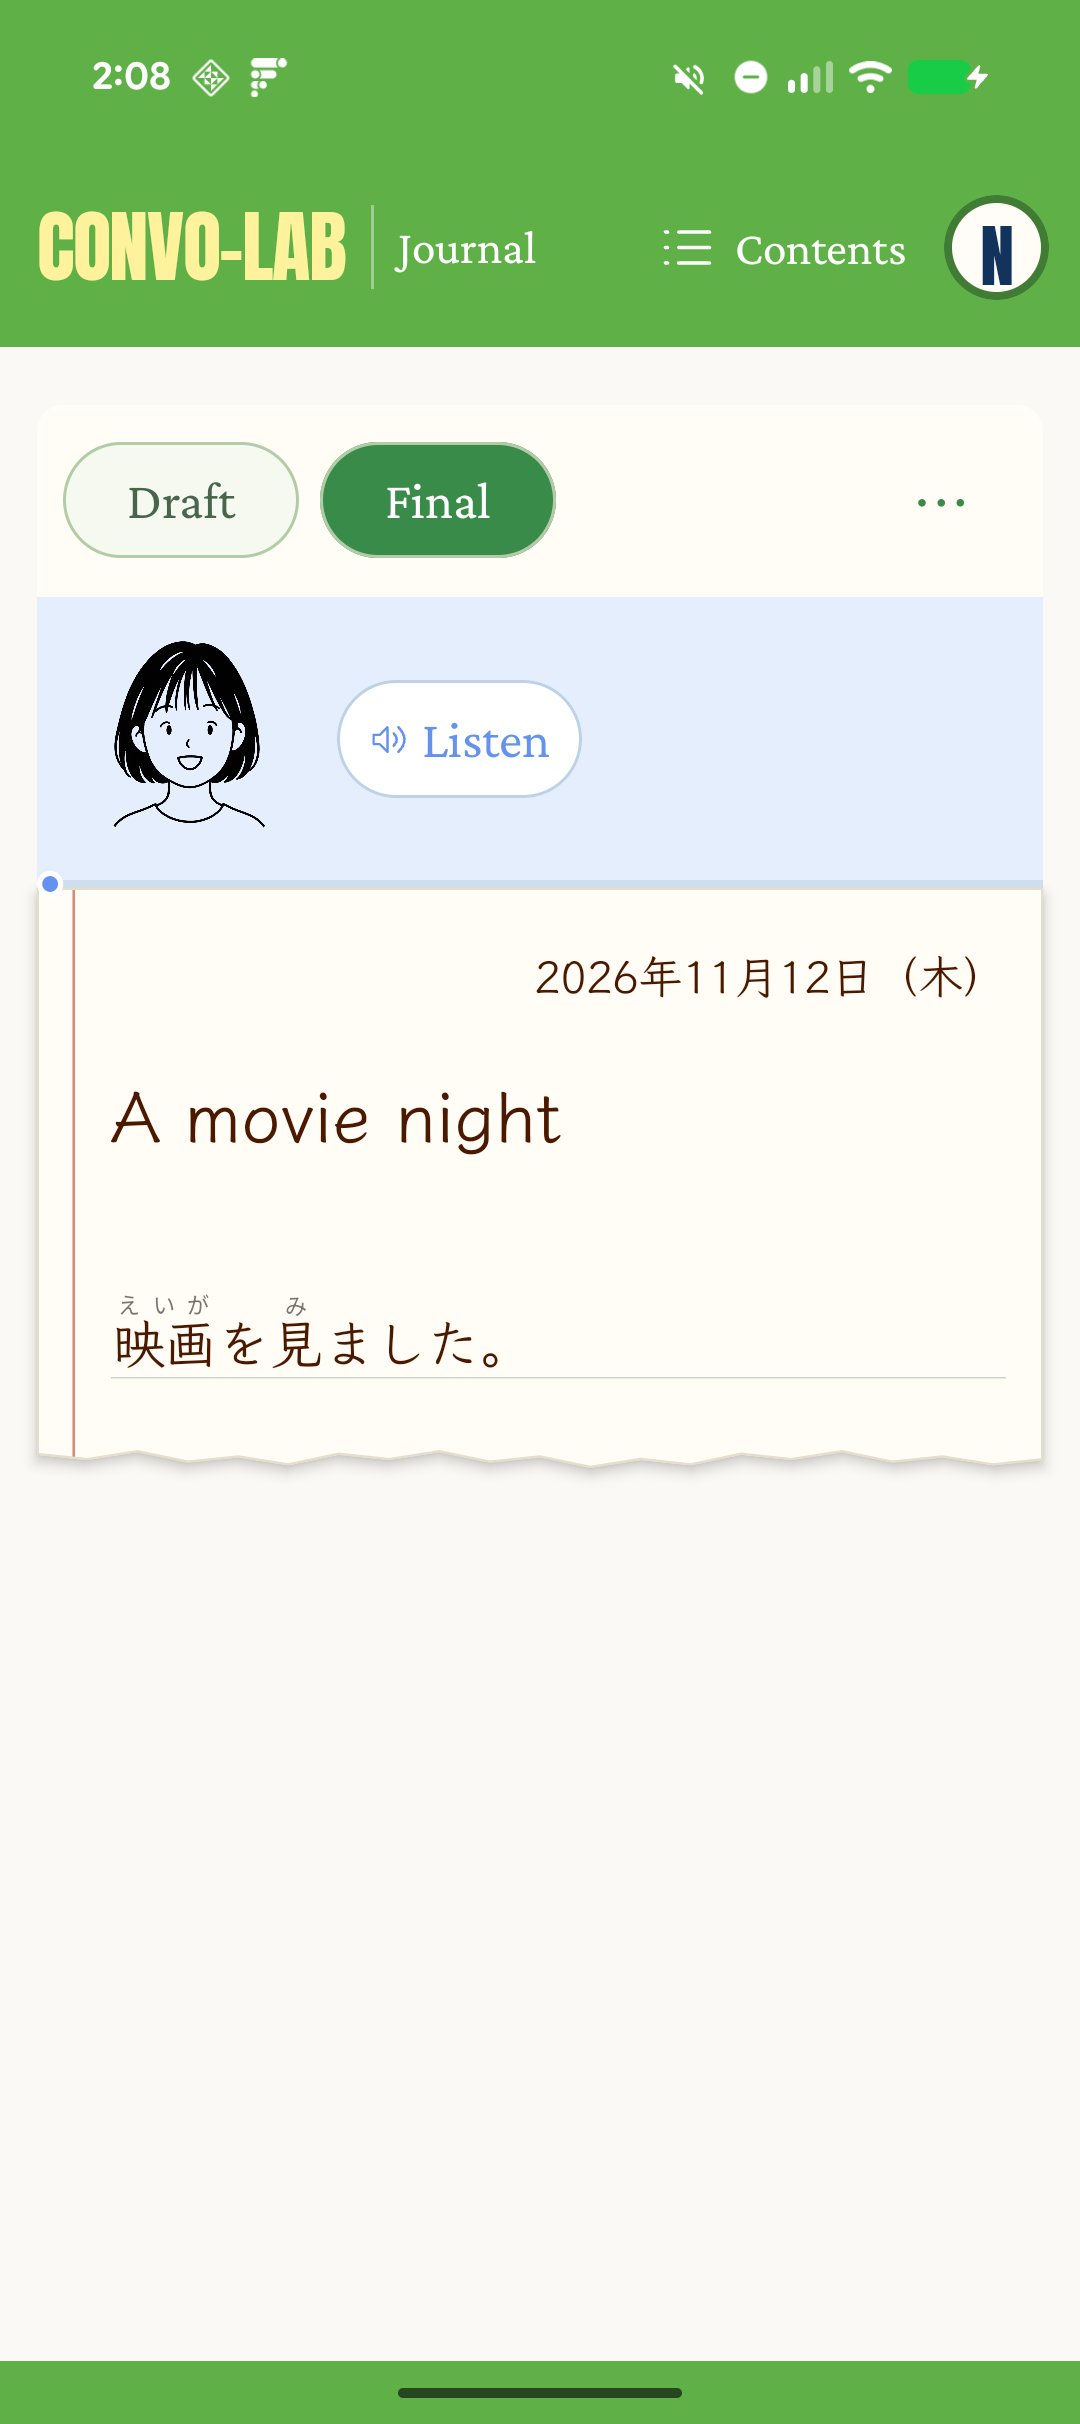 2:08
CONVO-LAB
Journal
Contents
N
Draft
Final
Listen
2026年11月12日（木）
A movie night
えいが み
映画を見ました。